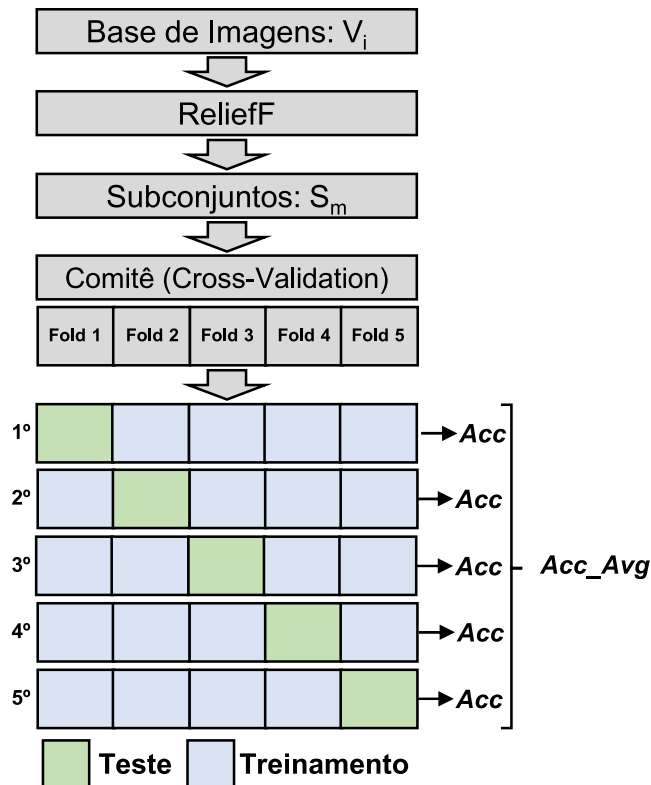 Base de Imagens: Vi
ReliefF
Subconjuntos: Sm
Comitê (Cross-Validation)
Fold 1 Fold 2 Fold 3 Fold 4 Fold 5
1º Acc
2º Acc
3º Acc Acc_Avg
4º Acc
5º Acc
Teste Treinamento